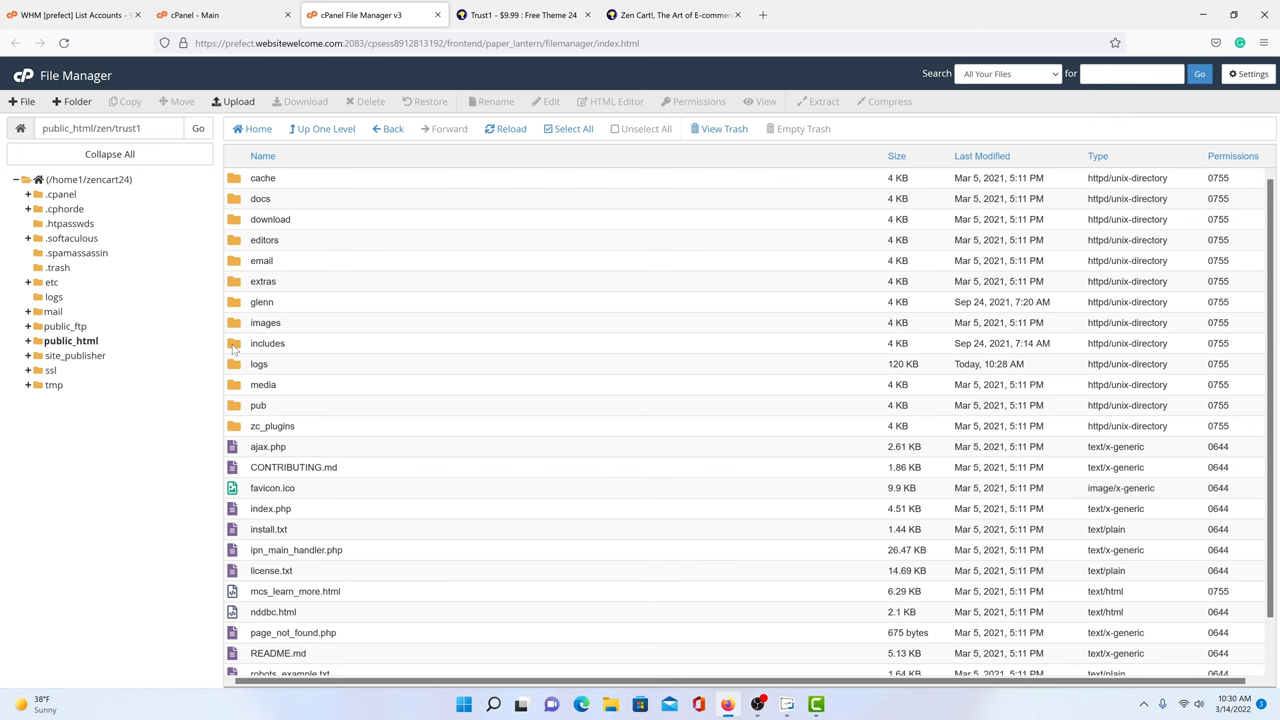 WHM [prefect] List Accounts -
cPanel - Main
cPanel File Manager v3
Trust1 - $9.99 : Free Theme 24
Zen Cart!, The Art of E-comme
https://prefect.websitewelcome.com:2083/cpsess8912813192/frontend/paper_lantern/filemanager/index.html
cP File Manager
Search All Your Files for Go Settings
File Folder Copy Move Upload Download Delete Restore Rename Edit HTML Editor Permissions View Extract Compress
public_html/zen/trust1 Go
Home Up One Level Back Forward Reload Select All Unselect All View Trash Empty Trash
Collapse All
(/home1/zencart24)
.cpanel
.cphorde
.htpasswds
.softaculous
.spamassassin
.trash
etc
logs
mail
public_ftp
public_html
site_publisher
ssl
tmp
Name Size Last Modified Type Permissions
cache 4 KB Mar 5, 2021, 5:11 PM httpd/unix-directory 0755
docs 4 KB Mar 5, 2021, 5:11 PM httpd/unix-directory 0755
download 4 KB Mar 5, 2021, 5:11 PM httpd/unix-directory 0755
editors 4 KB Mar 5, 2021, 5:11 PM httpd/unix-directory 0755
email 4 KB Mar 5, 2021, 5:11 PM httpd/unix-directory 0755
extras 4 KB Mar 5, 2021, 5:11 PM httpd/unix-directory 0755
glenn 4 KB Sep 24, 2021, 7:20 AM httpd/unix-directory 0755
images 4 KB Mar 5, 2021, 5:11 PM httpd/unix-directory 0755
includes 4 KB Sep 24, 2021, 7:14 AM httpd/unix-directory 0755
logs 120 KB Today, 10:28 AM httpd/unix-directory 0755
media 4 KB Mar 5, 2021, 5:11 PM httpd/unix-directory 0755
pub 4 KB Mar 5, 2021, 5:11 PM httpd/unix-directory 0755
zc_plugins 4 KB Mar 5, 2021, 5:11 PM httpd/unix-directory 0755
ajax.php 2.61 KB Mar 5, 2021, 5:11 PM text/x-generic 0644
CONTRIBUTING.md 1.86 KB Mar 5, 2021, 5:11 PM text/x-generic 0644
favicon.ico 9.9 KB Mar 5, 2021, 5:11 PM image/x-generic 0644
index.php 4.51 KB Mar 5, 2021, 5:11 PM text/x-generic 0644
install.txt 1.44 KB Mar 5, 2021, 5:11 PM text/plain 0644
ipn_main_handler.php 26.47 KB Mar 5, 2021, 5:11 PM text/x-generic 0644
license.txt 14.69 KB Mar 5, 2021, 5:11 PM text/plain 0644
mcs_learn_more.html 6.29 KB Mar 5, 2021, 5:11 PM text/html 0755
nddbc.html 2.1 KB Mar 5, 2021, 5:11 PM text/html 0644
page_not_found.php 675 bytes Mar 5, 2021, 5:11 PM text/x-generic 0644
README.md 5.13 KB Mar 5, 2021, 5:11 PM text/x-generic 0644
robots_example.txt 1.64 KB Mar 5, 2021, 5:11 PM text/plain 0644
38°F
Sunny
10:30 AM
3/14/2022
3